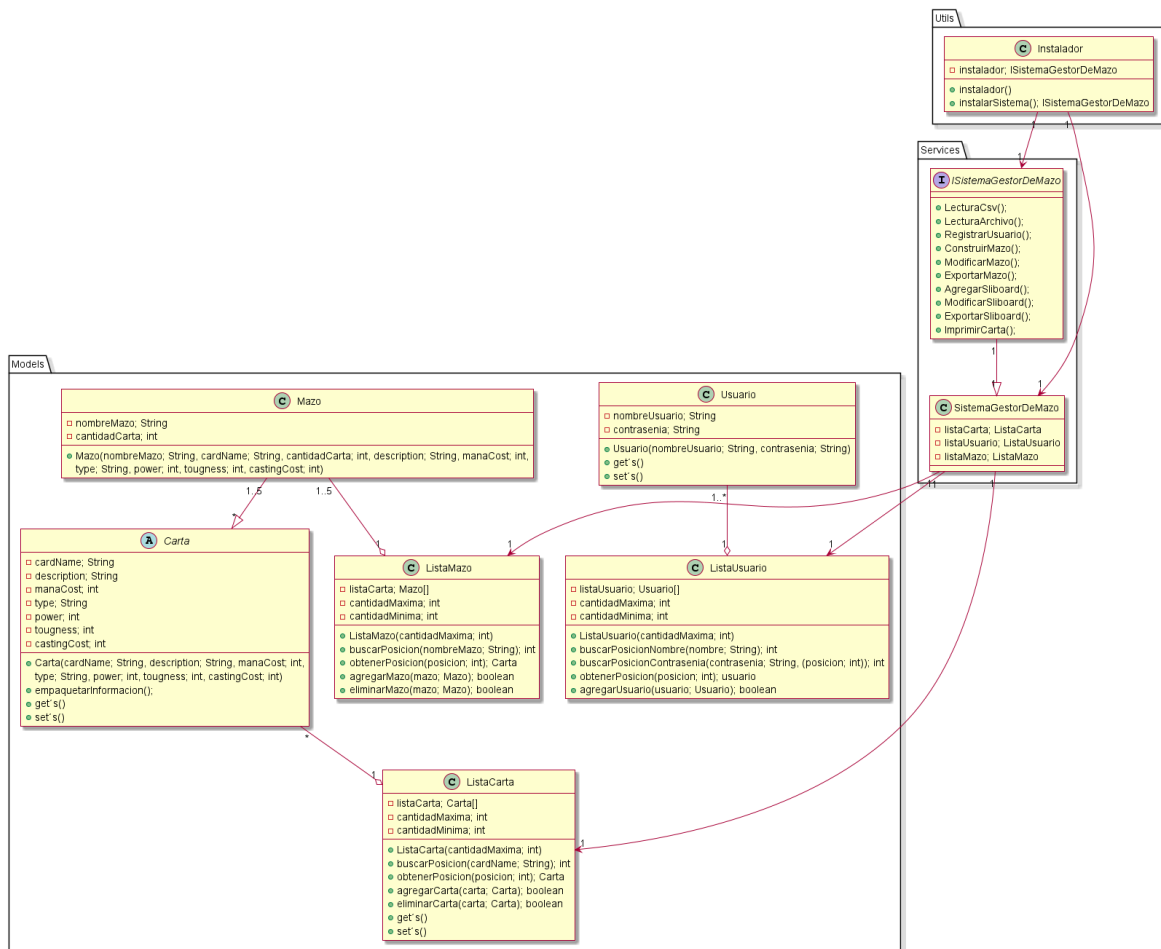 Utils
C Instalador
instalador; ISistemaGestorDeMazo
instalador()
instalarSistema(); ISistemaGestorDeMazo
1
1
1
Services
I ISistemaGestorDeMazo
LecturaCsv();
LecturaArchivo();
RegistrarUsuario();
ConstruirMazo();
ModificarMazo();
ExportarMazo();
AgregarSliboard();
ModificarSliboard();
ExportarSliboard();
ImprimirCarta();
1
1
1
C SistemaGestorDeMazo
listaCarta; ListaCarta
listaUsuario; ListaUsuario
listaMazo; ListaMazo
1
1
1
Models
C Mazo
nombreMazo; String
cantidadCarta; int
Mazo(nombreMazo; String, cardName; String, cantidadCarta; int, description; String, manaCost; int,
type; String, power; int, tougness; int, castingCost; int)
1..5
1..5
C Usuario
nombreUsuario; String
contrasenia; String
Usuario(nombreUsuario; String, contrasenia; String)
get´s()
set´s()
1..*
*
1
1
1
1
A Carta
cardName; String
description; String
manaCost; int
type; String
power; int
tougness; int
castingCost; int
Carta(cardName; String, description; String, manaCost; int,
type; String, power; int, tougness; int, castingCost; int)
empaquetarInformacion();
get´s()
set´s()
*
C ListaMazo
listaCarta; Mazo[]
cantidadMaxima; int
cantidadMinima; int
ListaMazo(cantidadMaxima; int)
buscarPosicion(nombreMazo; String); int
obtenerPosicion(posicion; int); Carta
agregarMazo(mazo; Mazo); boolean
eliminarMazo(mazo; Mazo); boolean
C ListaUsuario
listaUsuario; Usuario[]
cantidadMaxima; int
cantidadMinima; int
ListaUsuario(cantidadMaxima; int)
buscarPosicionNombre(nombre; String); int
buscarPosicionContrasenia(contrasenia; String, (posicion; int)); int
obtenerPosicion(posicion; int); usuario
agregarUsuario(usuario; Usuario); boolean
1
C ListaCarta
listaCarta; Carta[]
cantidadMaxima; int
cantidadMinima; int
ListaCarta(cantidadMaxima; int)
buscarPosicion(cardName; String); int
obtenerPosicion(posicion; int); Carta
agregarCarta(carta; Carta); boolean
eliminarCarta(carta; Carta); boolean
get´s()
set´s()
1